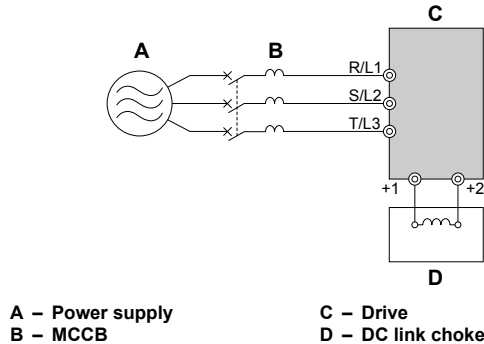 C
A
B
R/L1
S/L2
T/L3
+1
+2
D
A – Power supply
B – MCCB
C – Drive
D – DC link choke